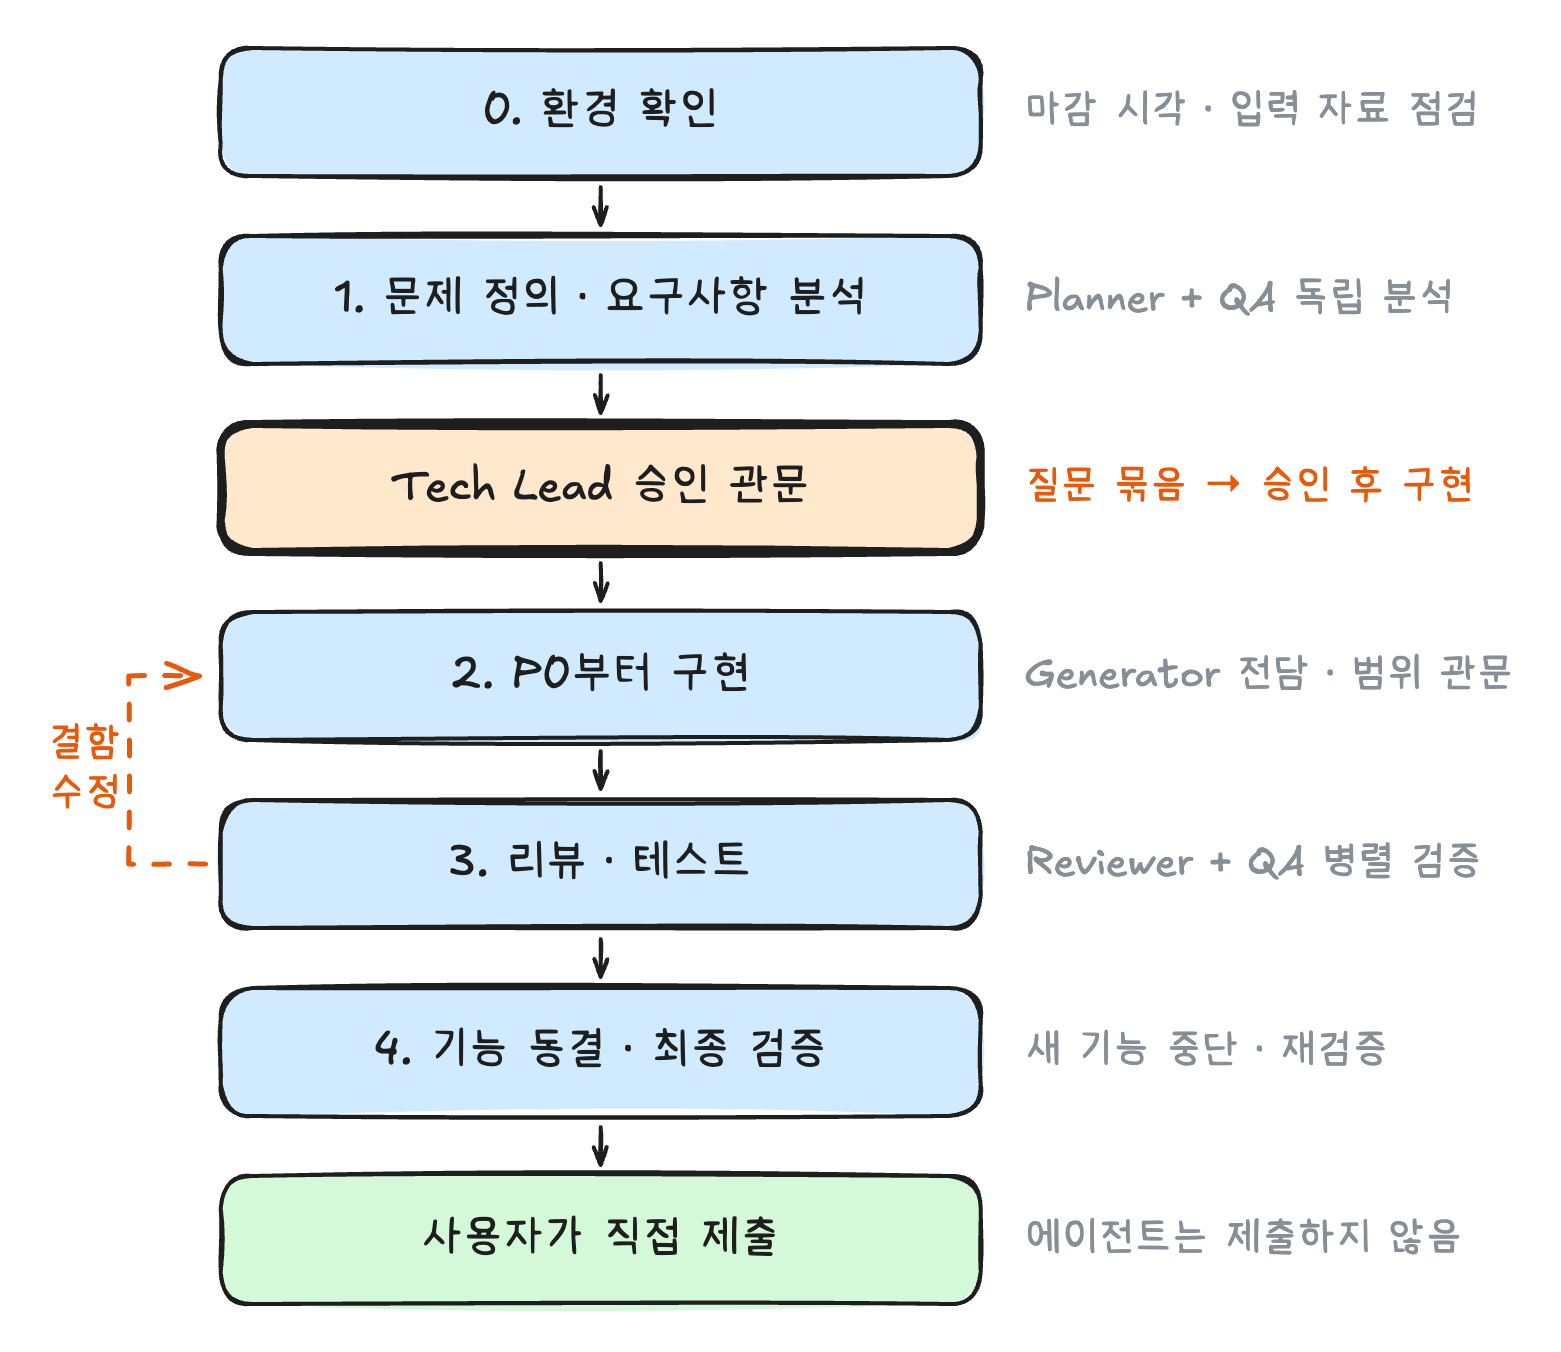 0. 환경 확인
마감 시각 · 입력 자료 점검
1. 문제 정의 · 요구사항 분석
Planner + QA 독립 분석
Tech Lead 승인 관문
질문 묶음 → 승인 후 구현
2. P0부터 구현
Generator 전담 · 범위 관문
결함
수정
3. 리뷰 · 테스트
Reviewer + QA 병렬 검증
4. 기능 동결 · 최종 검증
새 기능 중단 · 재검증
사용자가 직접 제출
에이전트는 제출하지 않음